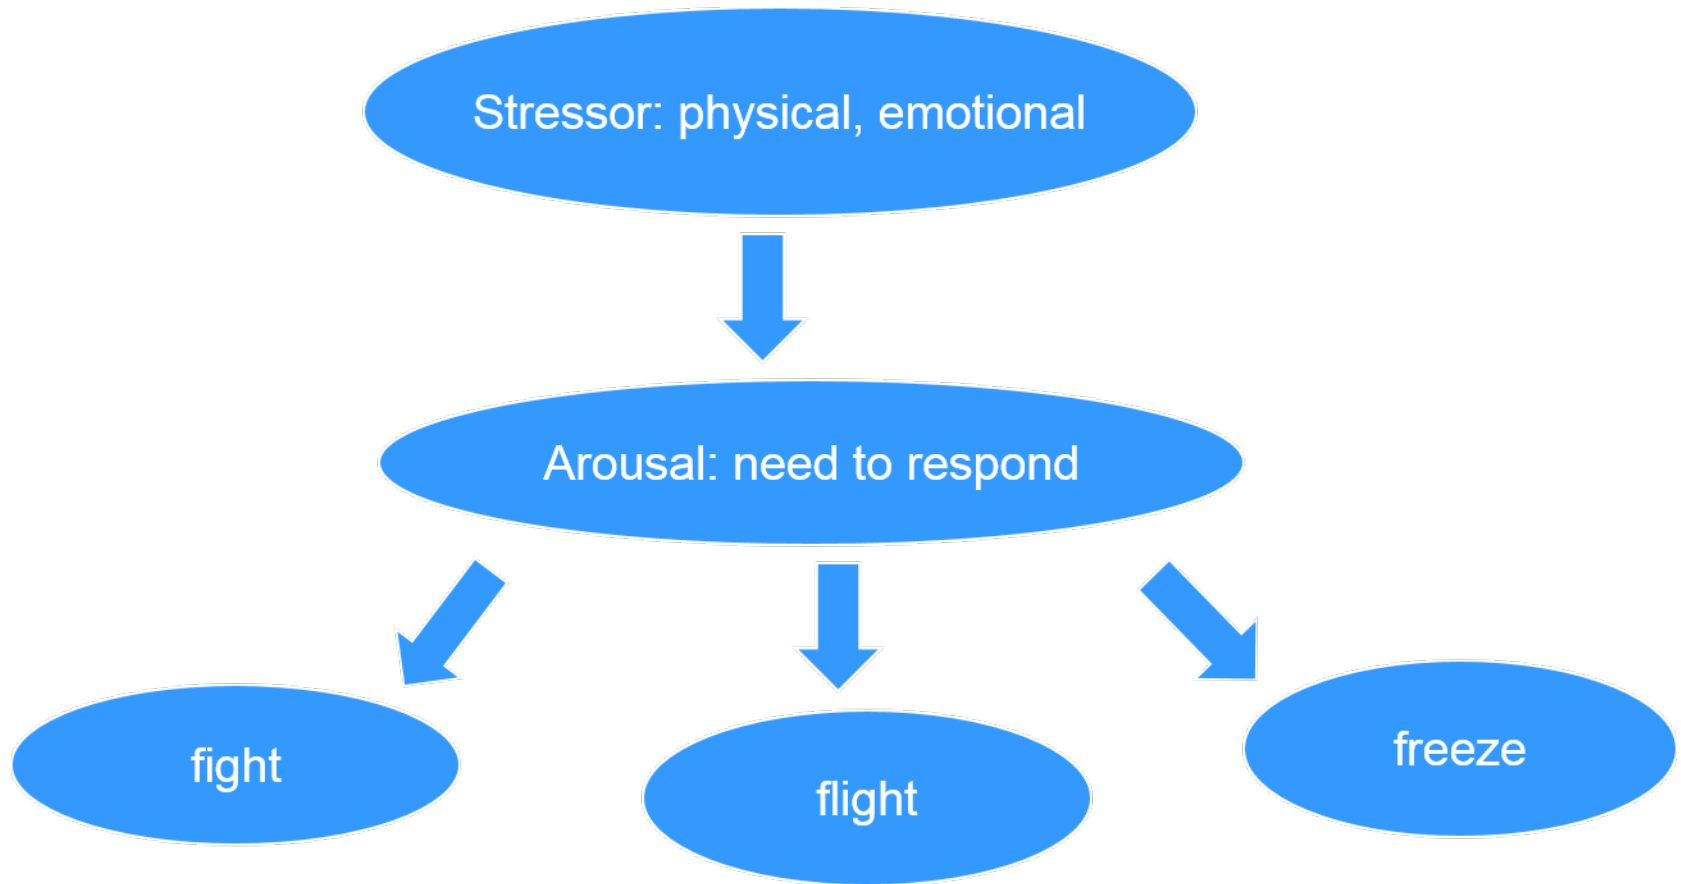 Stressor: physical, emotional
Arousal: need to respond
fight
flight
freeze